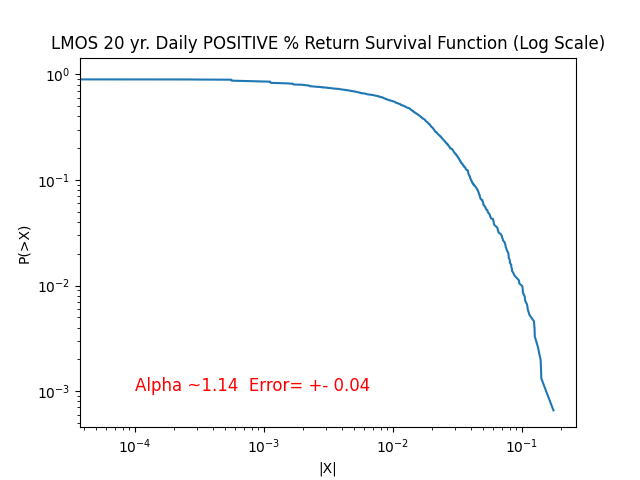 LMOS 20 yr. Daily POSITIVE % Return Survival Function (Log Scale)
10⁰
10⁻¹
10⁻²
10⁻³
P(>X)
Alpha ~1.14  Error= +- 0.04
10⁻⁴ 10⁻³ 10⁻² 10⁻¹
|X|